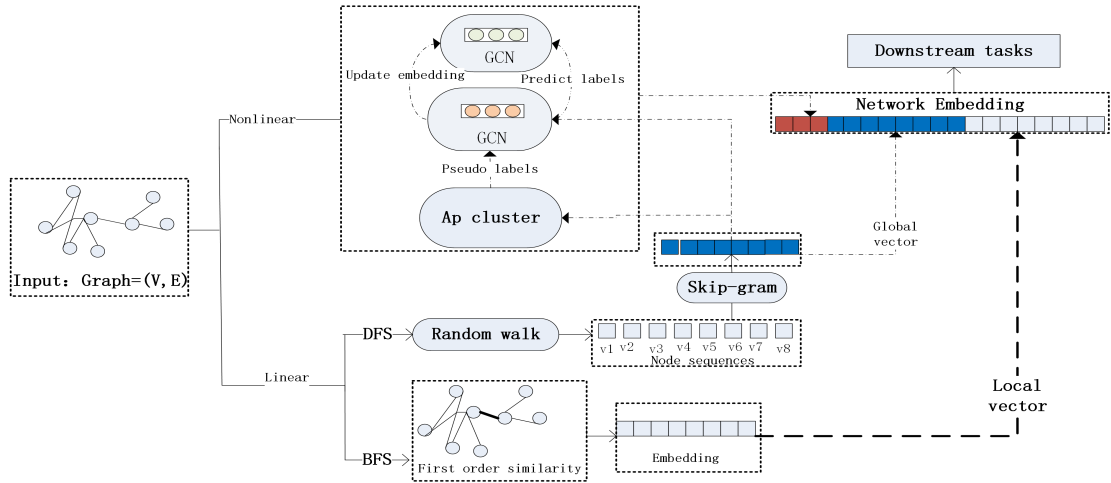 GCN
Update embedding
Predict labels
GCN
Pseudo labels
Ap cluster
Nonlinear
Input: Graph=(V,E)
Downstream tasks
Network Embedding
Global
vector
Skip-gram
DFS
Random walk
v1 v2 v3 v4 v5 v6 v7 v8
Node sequences
Linear
Local
vector
BFS
First order similarity
Embedding